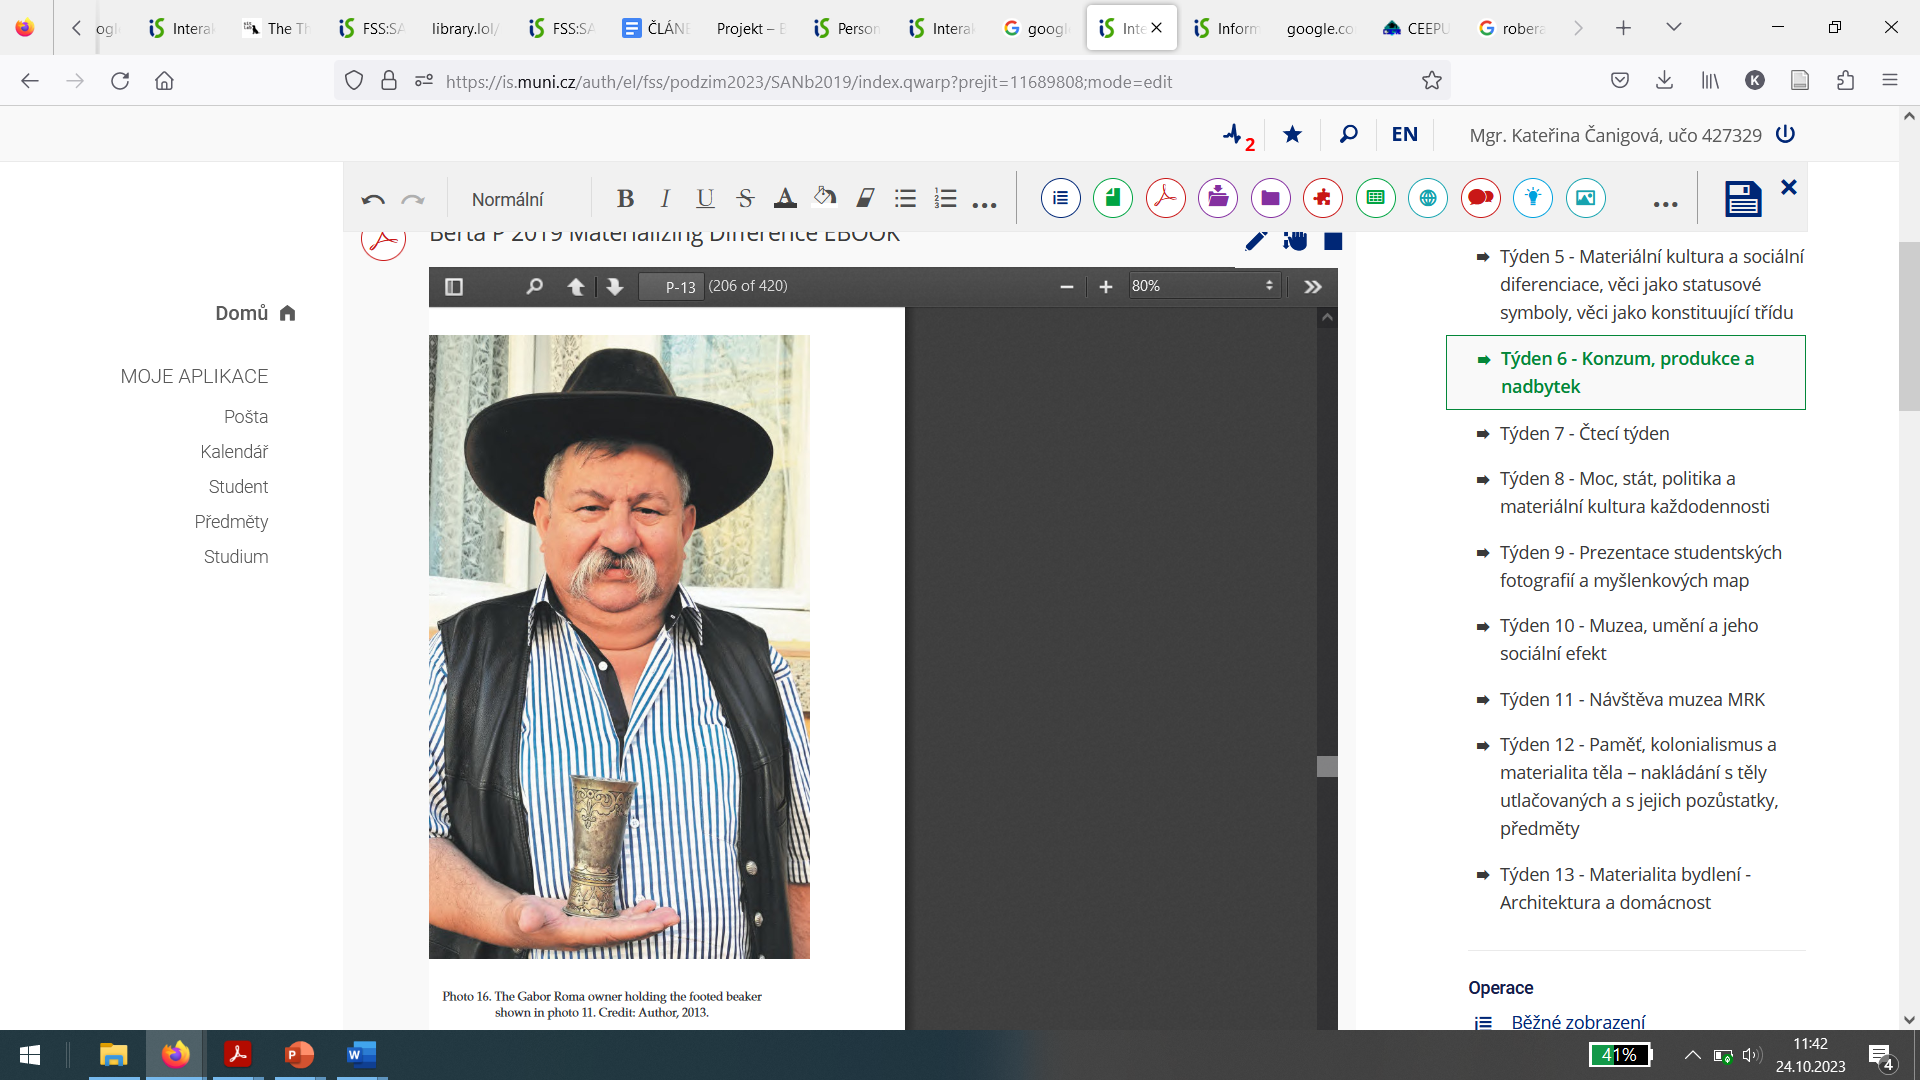 Intera
The Th
FSS:SA
library.lol/
FSS:SA
ČLÁN
Projekt –
Person
Interak
google
Inte
Inform
google.co
CEEPU
robera
https://is.muni.cz/auth/el/fss/podzim2023/SANb2019/index.qwarp?prejit=11689808;mode=edit
K
2
EN
Mgr. Kateřina Čanigová, učo 427329
Normální
B I U S A
Berta P 2019 Materializing Difference EBOOK
P-13 (206 of 420)
80%
Domů
MOJE APLIKACE
Pošta
Kalendář
Student
Předměty
Studium
Photo 16. The Gabor Roma owner holding the footed beaker
shown in photo 11. Credit: Author, 2013.
Týden 5 - Materiální kultura a sociální
diferenciace, věci jako statusové
symboly, věci jako konstituující třídu
Týden 6 - Konzum, produkce a
nadbytek
Týden 7 - Čtecí týden
Týden 8 - Moc, stát, politika a
materiální kultura každodennosti
Týden 9 - Prezentace studentských
fotografií a myšlenkových map
Týden 10 - Muzea, umění a jeho
sociální efekt
Týden 11 - Návštěva muzea MRK
Týden 12 - Paměť, kolonialismus a
materialita těla – nakládání s těly
utlačovaných a s jejich pozůstatky,
předměty
Týden 13 - Materialita bydlení -
Architektura a domácnost
Operace
Běžné zobrazení
41%
11:42
24.10.2023
4